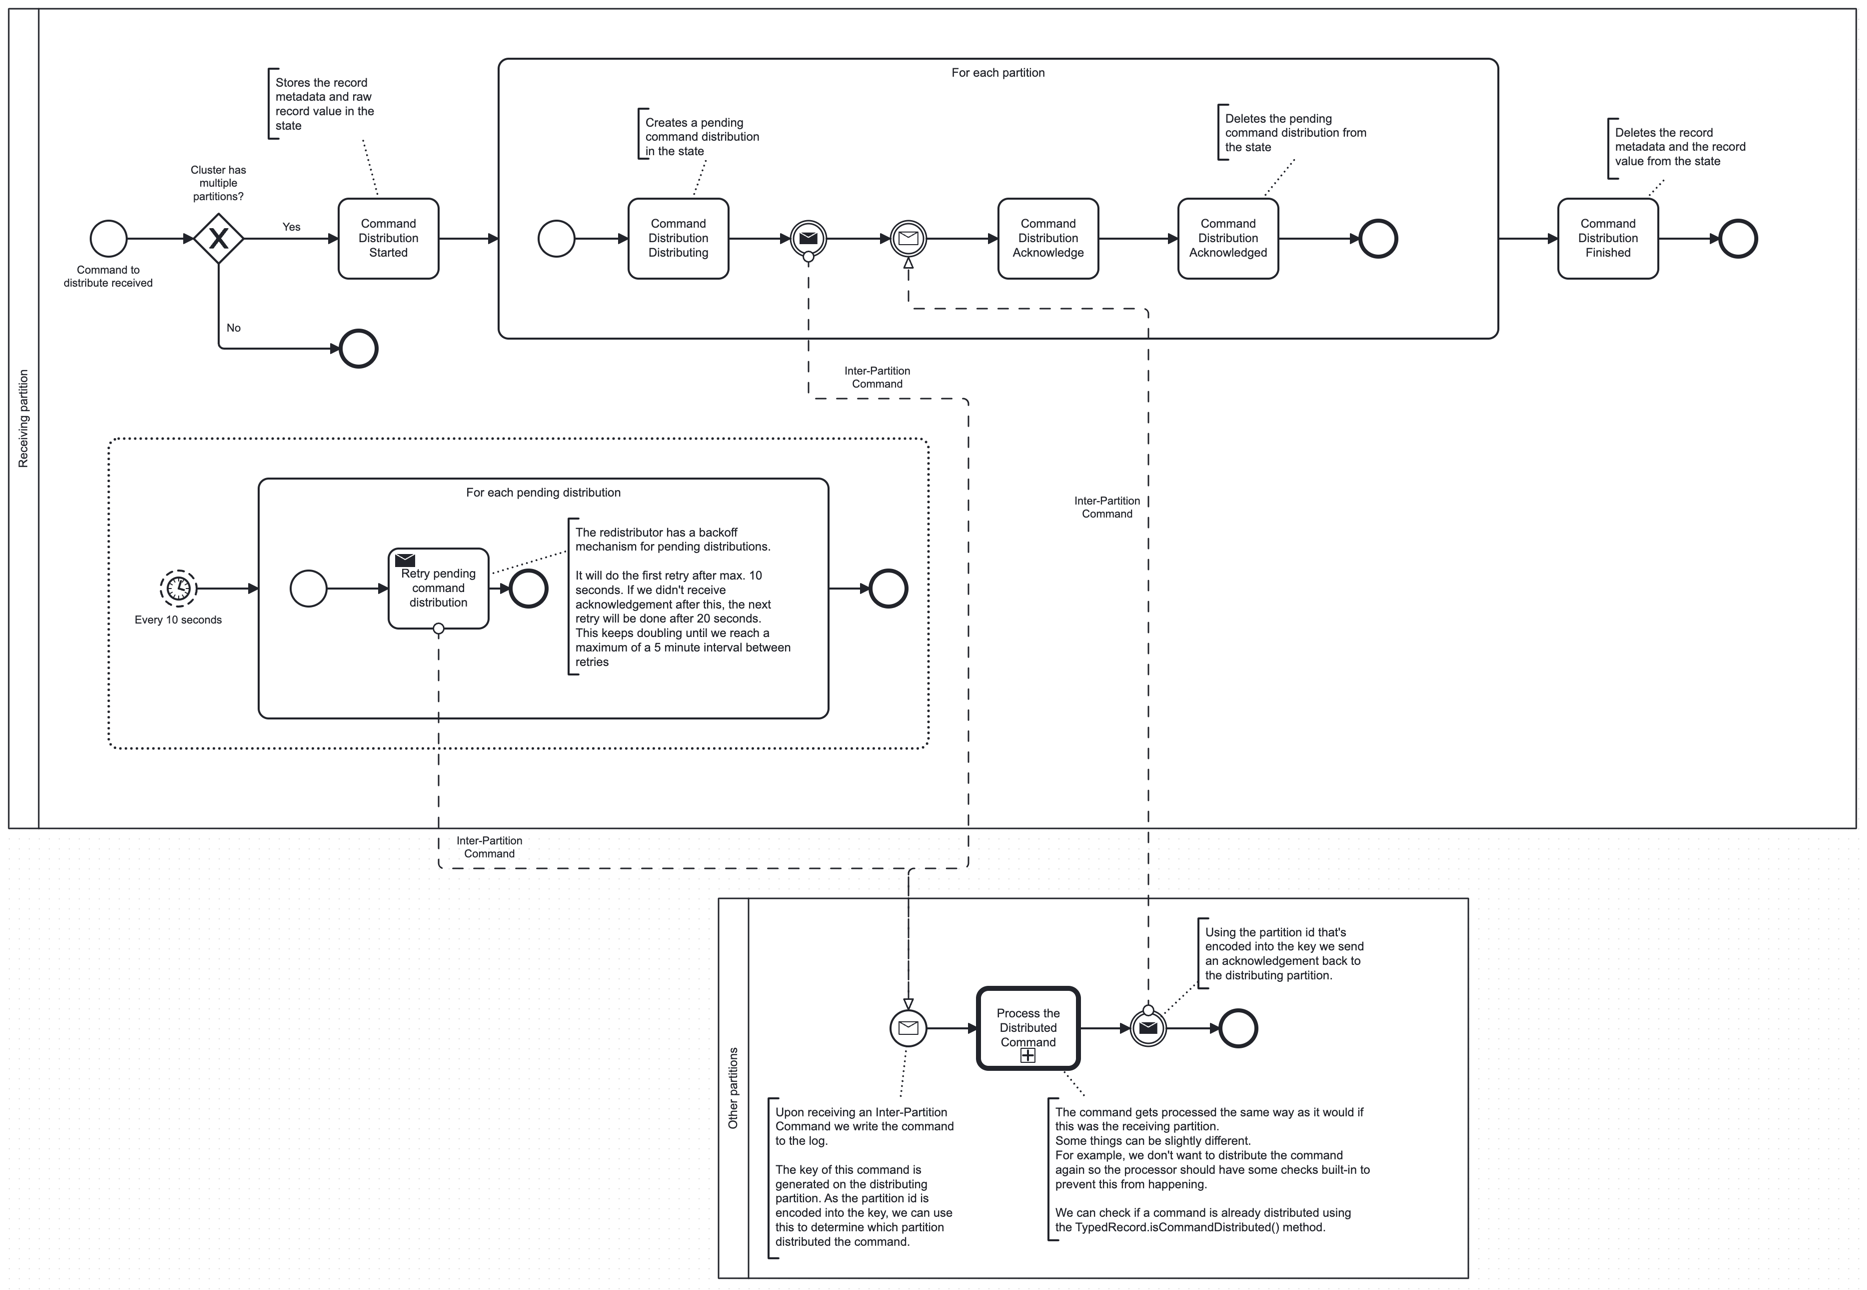 Receiving partition
For each partition
Stores the record
metadata and raw
record value in the
state
Creates a pending
command distribution
in the state
Deletes the pending
command distribution from
the state
Deletes the record
metadata and the record
value from the state
Cluster has
multiple
partitions?
Yes
No
Command to
distribute received
Command
Distribution
Started
Command
Distribution
Distributing
Command
Distribution
Acknowledge
Command
Distribution
Acknowledged
Command
Distribution
Finished
Inter-Partition
Command
Inter-Partition
Command
For each pending distribution
Every 10 seconds
Retry pending
command
distribution
The redistributor has a backoff
mechanism for pending distributions.
It will do the first retry after max. 10
seconds. If we didn't receive
acknowledgement after this, the next
retry will be done after 20 seconds.
This keeps doubling until we reach a
maximum of a 5 minute interval between
retries
Inter-Partition
Command
Other partitions
Using the partition id that's
encoded into the key we send
an acknowledgement back to
the distributing partition.
Process the
Distributed
Command
Upon receiving an Inter-Partition
Command we write the command
to the log.
The key of this command is
generated on the distributing
partition. As the partition id is
encoded into the key, we can use
this to determine which partition
distributed the command.
The command gets processed the same way as it would if
this was the receiving partition.
Some things can be slightly different.
For example, we don't want to distribute the command
again so the processor should have some checks built-in to
prevent this from happening.
We can check if a command is already distributed using
the TypedRecord.isCommandDistributed() method.